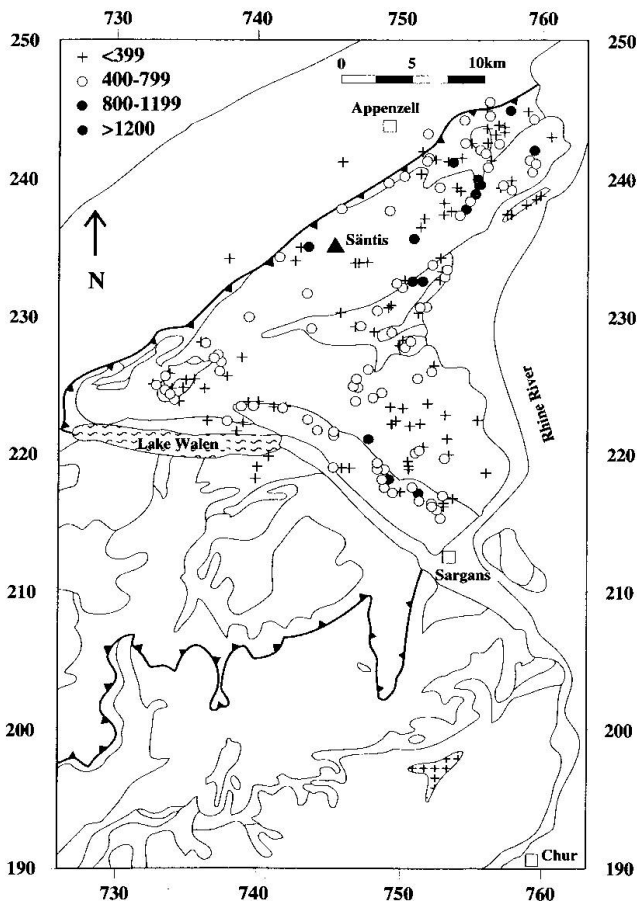 730 740 750 760
250 250
+ <399
400-799
800-1199
>1200
0 5 10km
Appenzell
240 240
N
Säntis
230 230
Rhine River
220 220
Lake Walen
Sargans
210 210
200 200
190 190
Chur
730 740 750 760